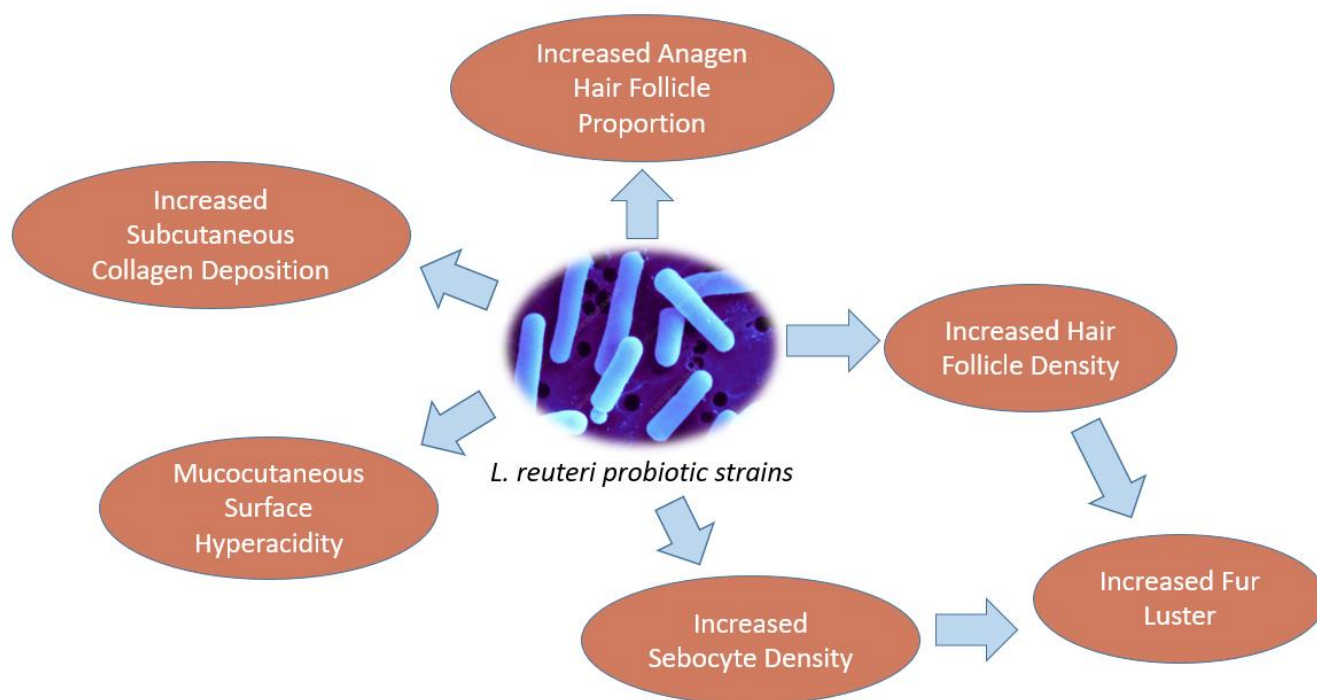 Increased Anagen
Hair Follicle
Proportion
Increased
Subcutaneous
Collagen Deposition
Increased Hair
Follicle Density
Mucocutaneous
Surface
Hyperacidity
L. reuteri probiotic strains
Increased
Sebocyte Density
Increased Fur
Luster